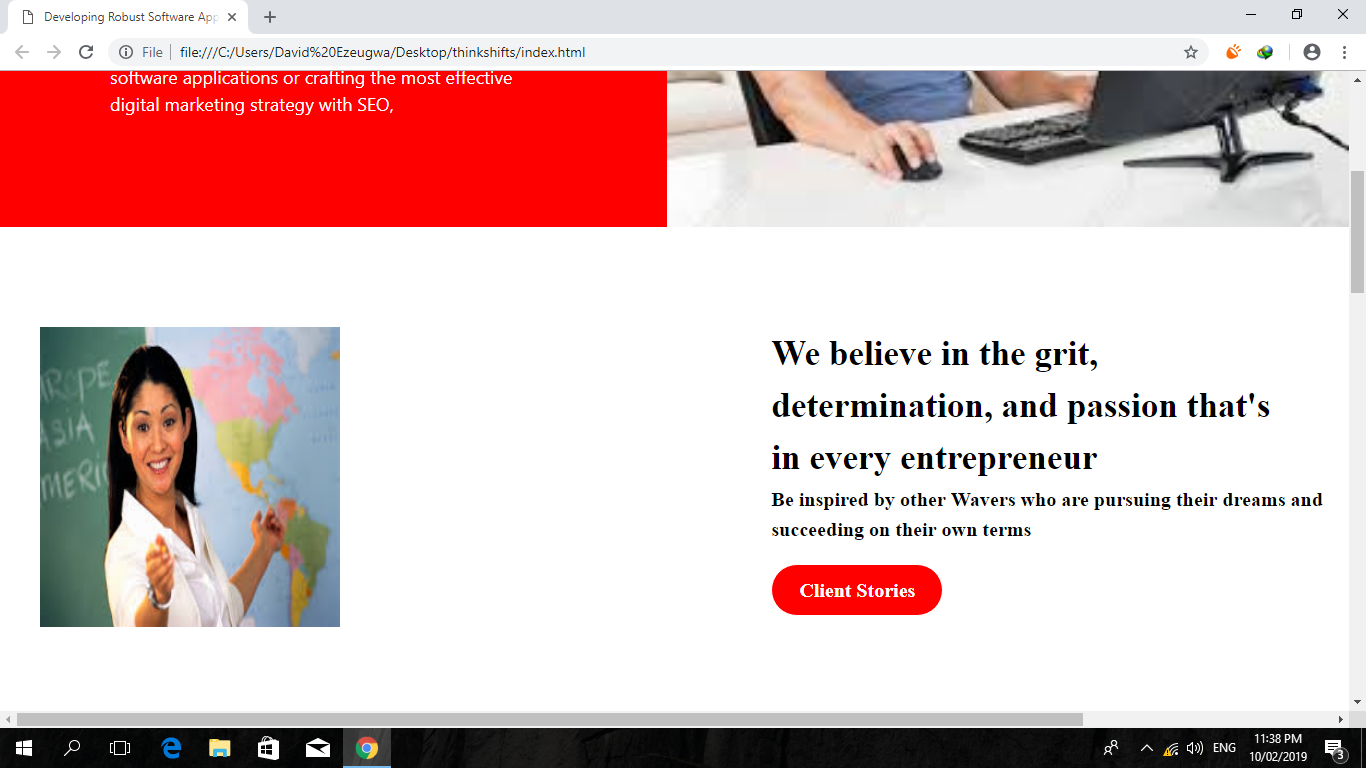 Developing Robust Software App
File
file:///C:/Users/David%20Ezeugwa/Desktop/thinkshifts/index.html
software applications or crafting the most effective
digital marketing strategy with SEO,
ROPE
ASIA
MERIC
We believe in the grit,
determination, and passion that's
in every entrepreneur
Be inspired by other Wavers who are pursuing their dreams and
succeeding on their own terms
Client Stories
ENG
11:38 PM
10/02/2019
3